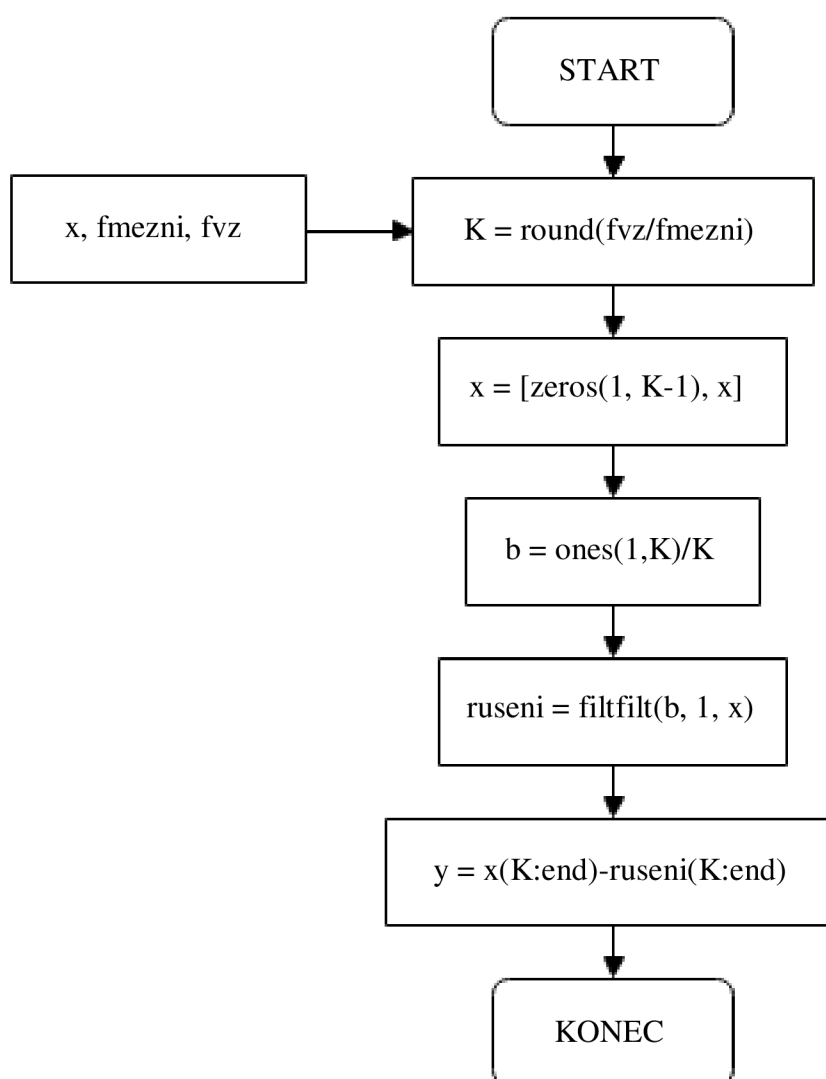 START
x, fmezni, fvz
K = round(fvz/fmezni)
x = [zeros(1, K-1), x]
b = ones(1,K)/K
ruseni = filtfilt(b, 1, x)
y = x(K:end)-ruseni(K:end)
KONEC